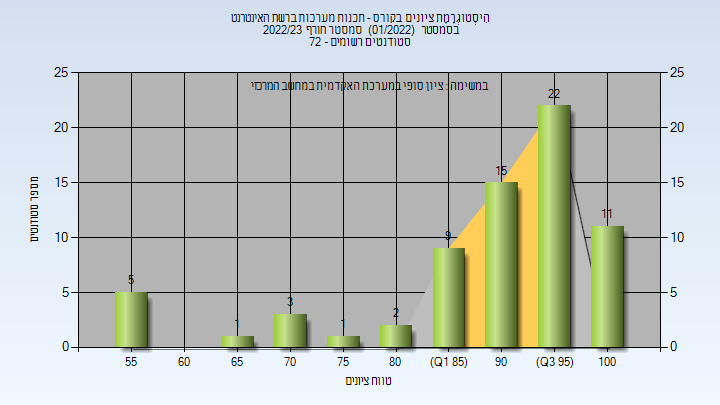 היסטוגרמת ציונים בקורס - תכנות מערכות ברשת האינטרנט
בסמסטר (01/2022) סמסטר חורף 2022/23
סטודנטים רשומים - 72
במשימה : ציון סופי במערכת האקדמית במחשב המרכזי
25 25
20 20
15 15
10 10
5 5
0 0
5 1 3 1 2 9 15 22 11
מספר סטודנטים
55 60 65 70 75 80 (Q1 85) 90 (Q3 95) 100
טווח ציונים